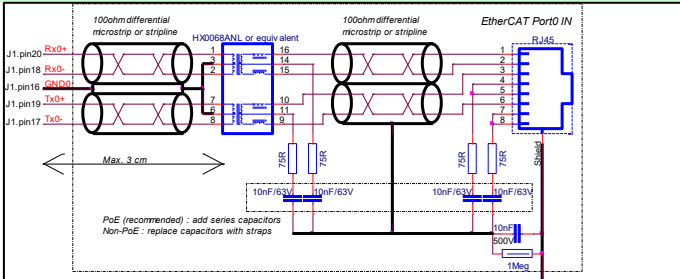 100ohm differential
microstrip or stripline
HX0068ANL or equivalent
100ohm differential
microstrip or stripline
EtherCAT Port0 IN
RJ45
J1.pin20 Rx0+
J1.pin18 Rx0-
J1.pin16 GND0
J1.pin19 Tx0+
J1.pin17 Tx0-
1
3
2
7
6
8
16
14
15
10
11
9
1
2
3
4
5
6
7
8
Max. 3 cm
75R
75R
75R
75R
Shield
10nF/63V
10nF/63V
10nF/63V
10nF/63V
PoE (recommended) : add series capacitors
Non-PoE : replace capacitors with straps
10nF
500V
1Meg